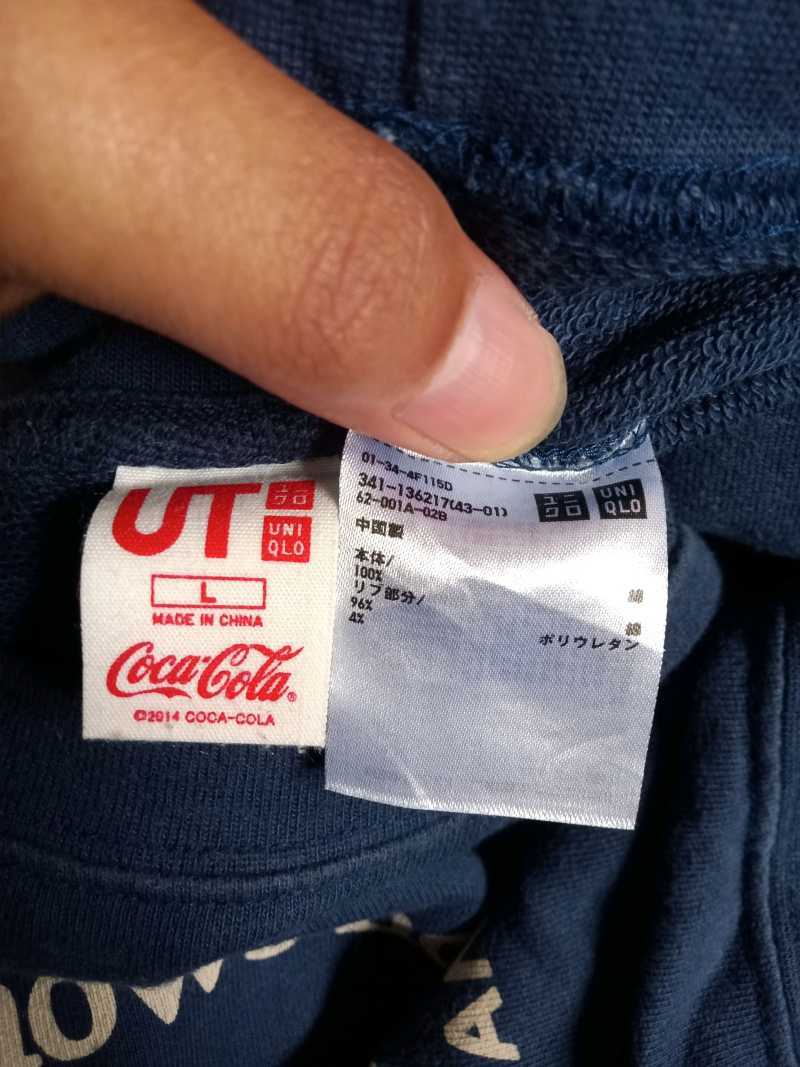 UT
ユニ
クロ
UNI
QLO
L
MADE IN CHINA
Coca-Cola®
©2014 COCA-COLA
01-34-4F115D
341-136217(43-01)
62-001A-02B
ユニ
クロ
UNI
QLO
中国製
本体/
100% 綿
リブ部分/
96% 綿
4% ポリウレタン